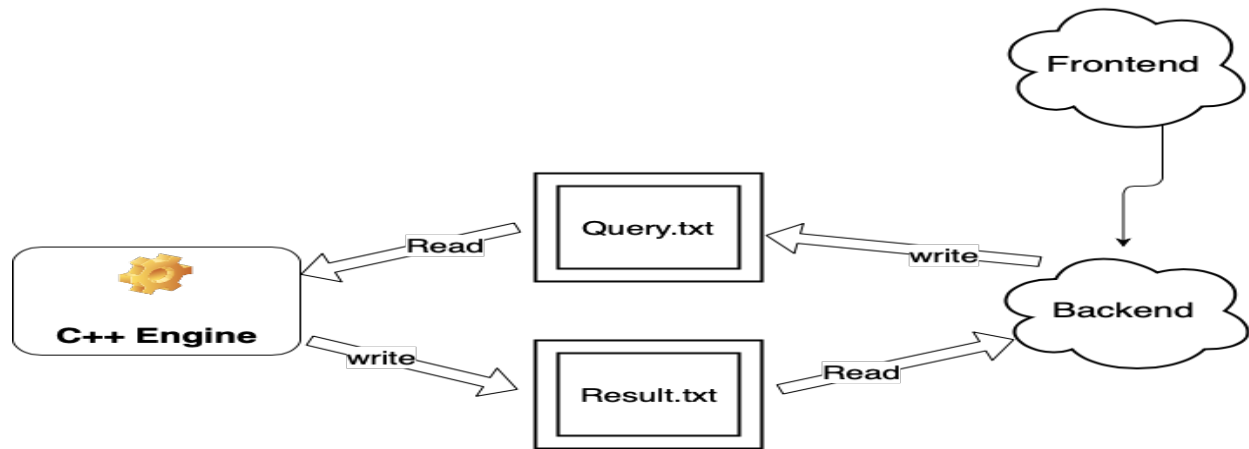 Frontend
Query.txt
Read
write
C++ Engine
Backend
write
Result.txt
Read